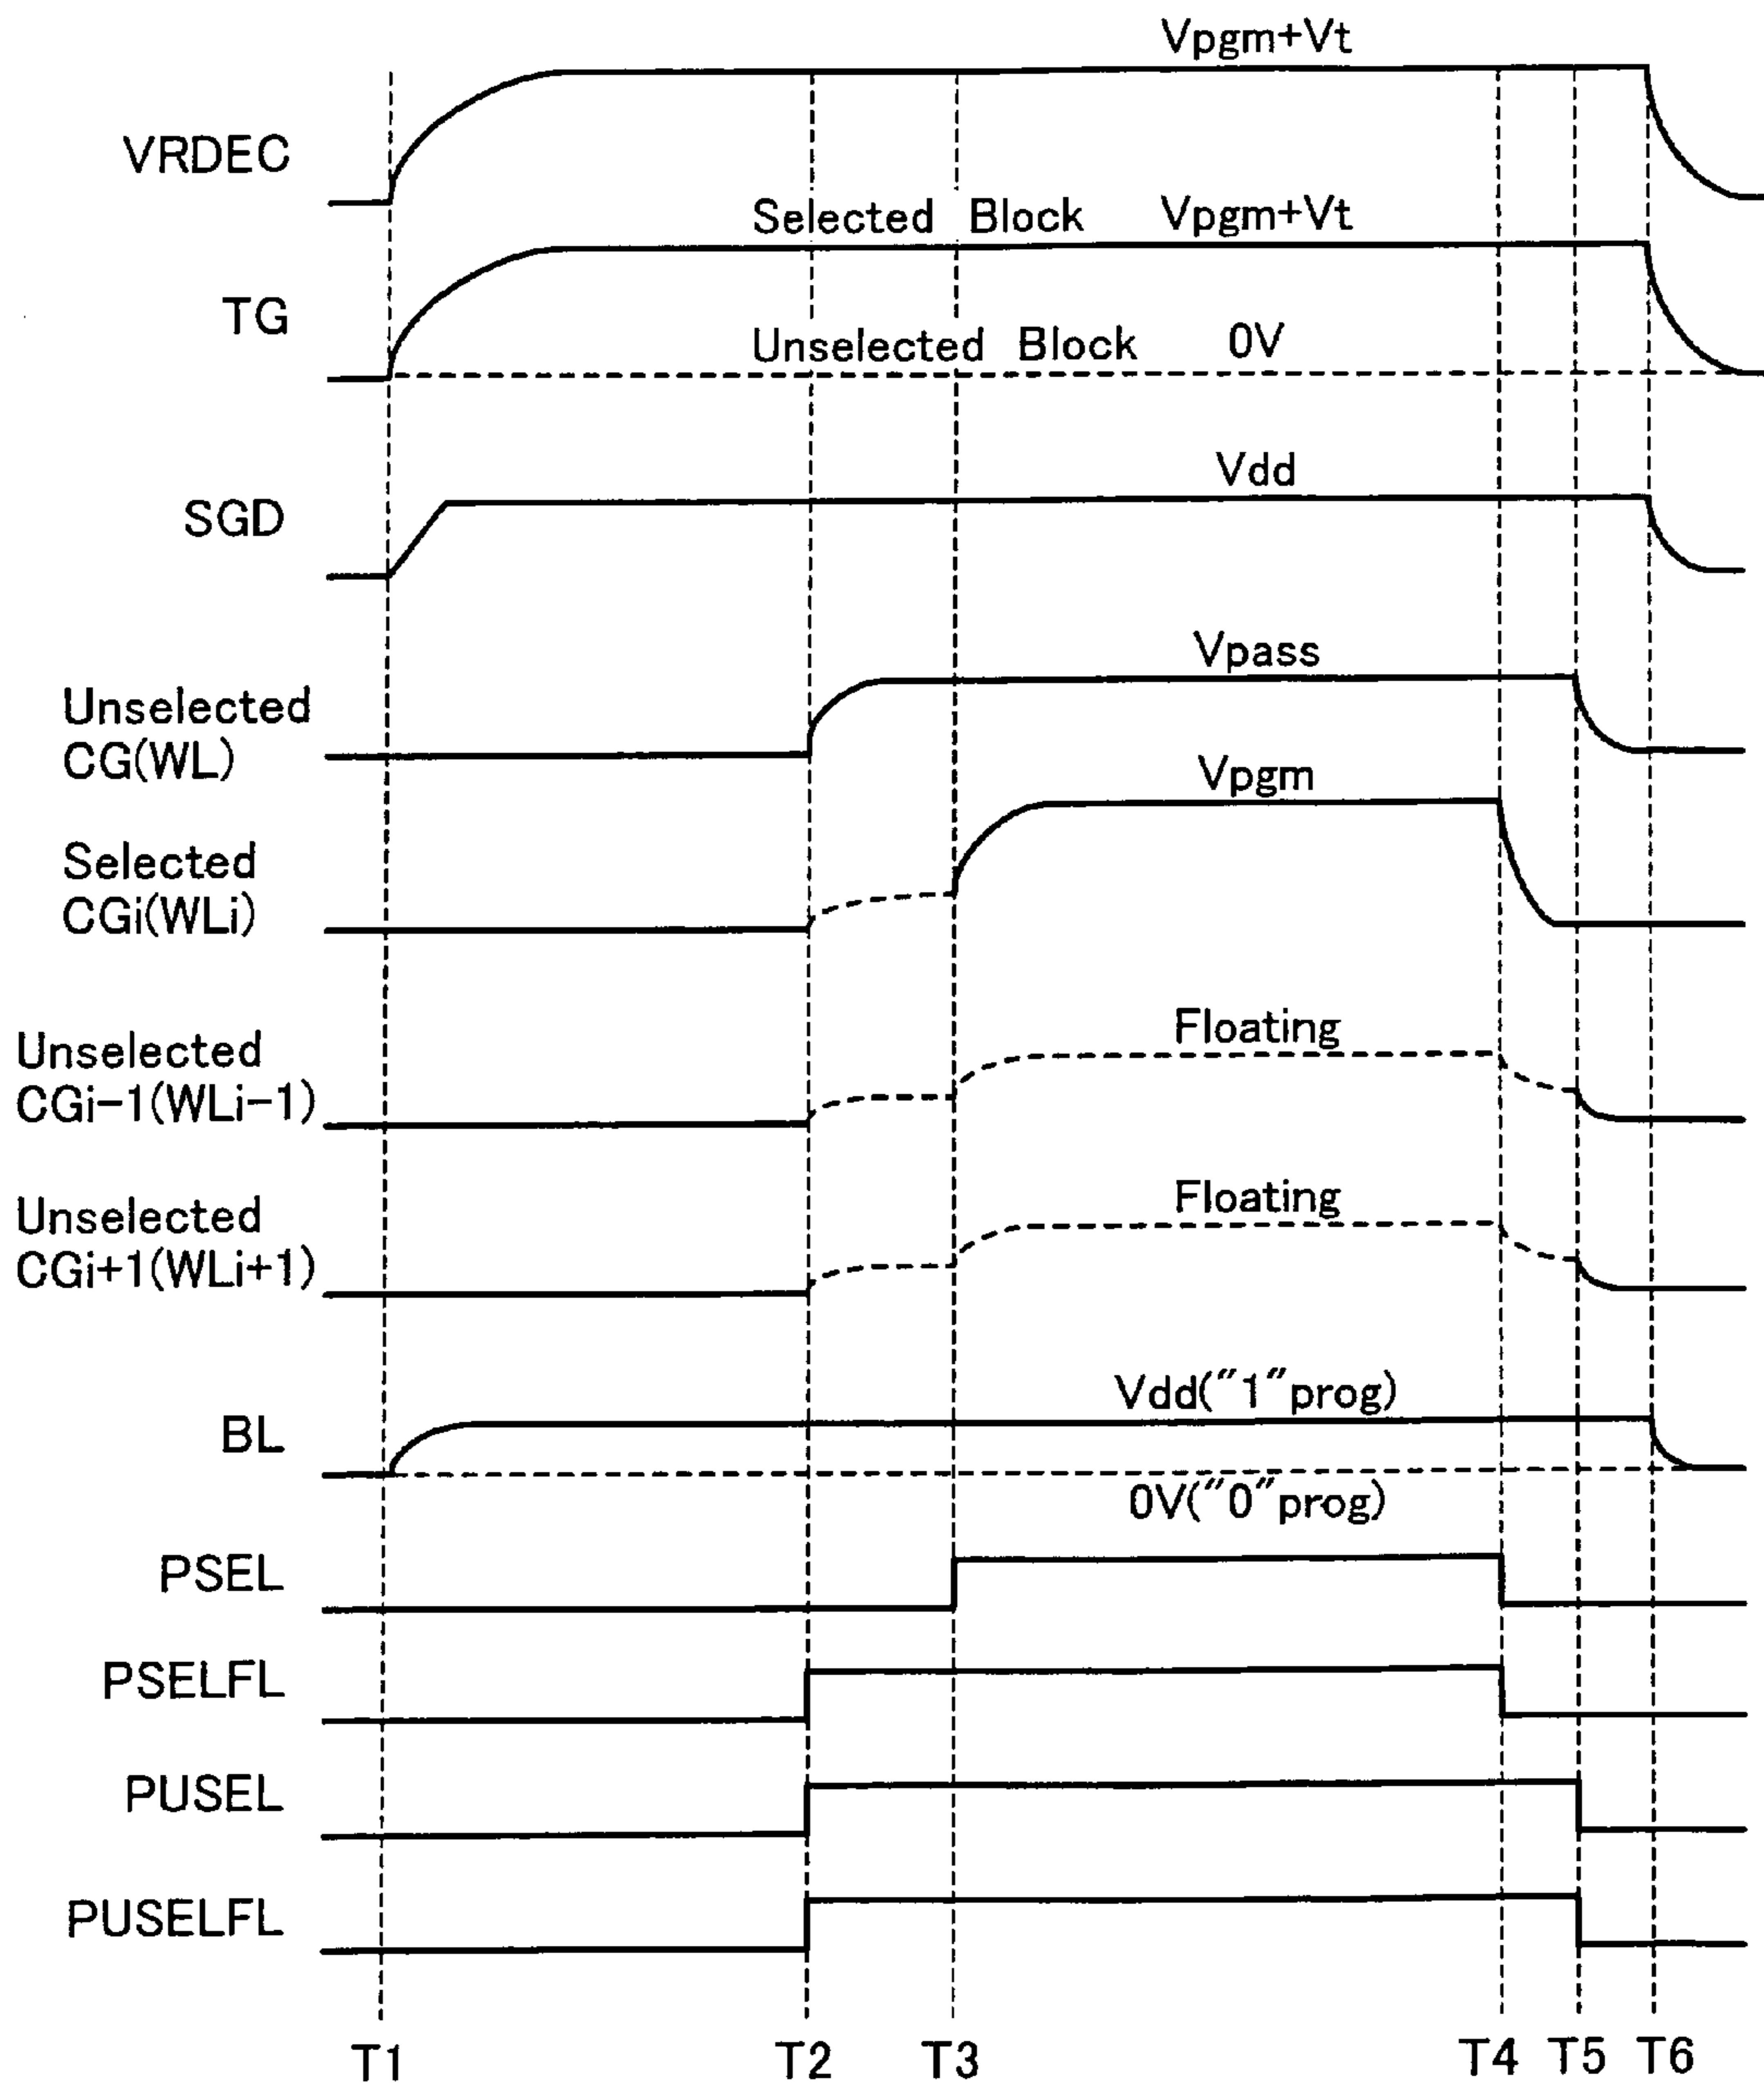 Vpgm+Vt
VRDEC
Selected Block Vpgm+Vt
TG
Unselected Block 0V
Vdd
SGD
Vpass
Unselected
CG(WL)
Vpgm
Selected
CGi(WLi)
Floating
Unselected
CGi-1(WLi-1)
Floating
Unselected
CGi+1(WLi+1)
Vdd("1"prog)
BL
0V("0"prog)
PSEL
PSELFL
PUSEL
PUSELFL
T1 T2 T3 T4 T5 T6